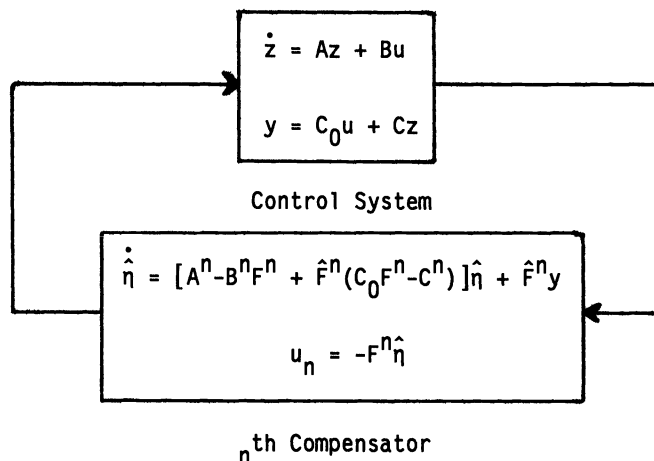 ż = Az + Bu
y = C₀u + Cz
Control System
η̂̇ = [Aⁿ-BⁿFⁿ + F̂ⁿ(C₀Fⁿ-Cⁿ)]η̂ + F̂ⁿy
uₙ = -Fⁿη̂
ₙth Compensator